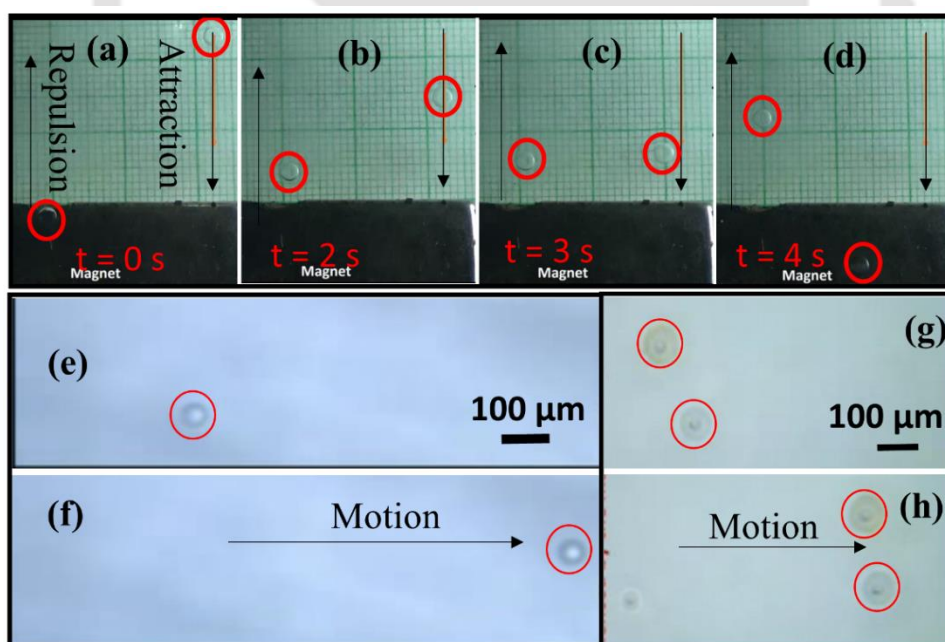 (a)
Repulsion
Attraction
t = 0 s
Magnet
(b)
t = 2 s
Magnet
(c)
t = 3 s
Magnet
(d)
t = 4 s
Magnet
(e)
100 µm
(f)
Motion
(g)
100 µm
(h)
Motion